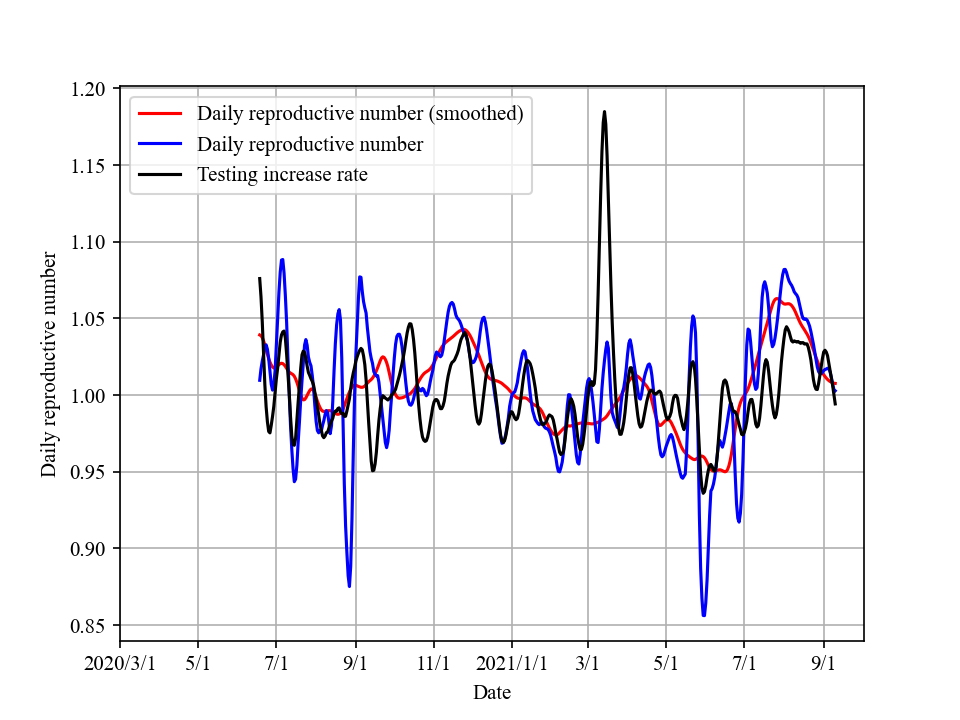 1.20
Daily reproductive number (smoothed)
Daily reproductive number
1.15
Testing increase rate
1.10
1.05
1.00
0.95
0.90
0.85
Daily reproductive number
2020/3/1 5/1 7/1 9/1 11/1 2021/1/1 3/1 5/1 7/1 9/1
Date